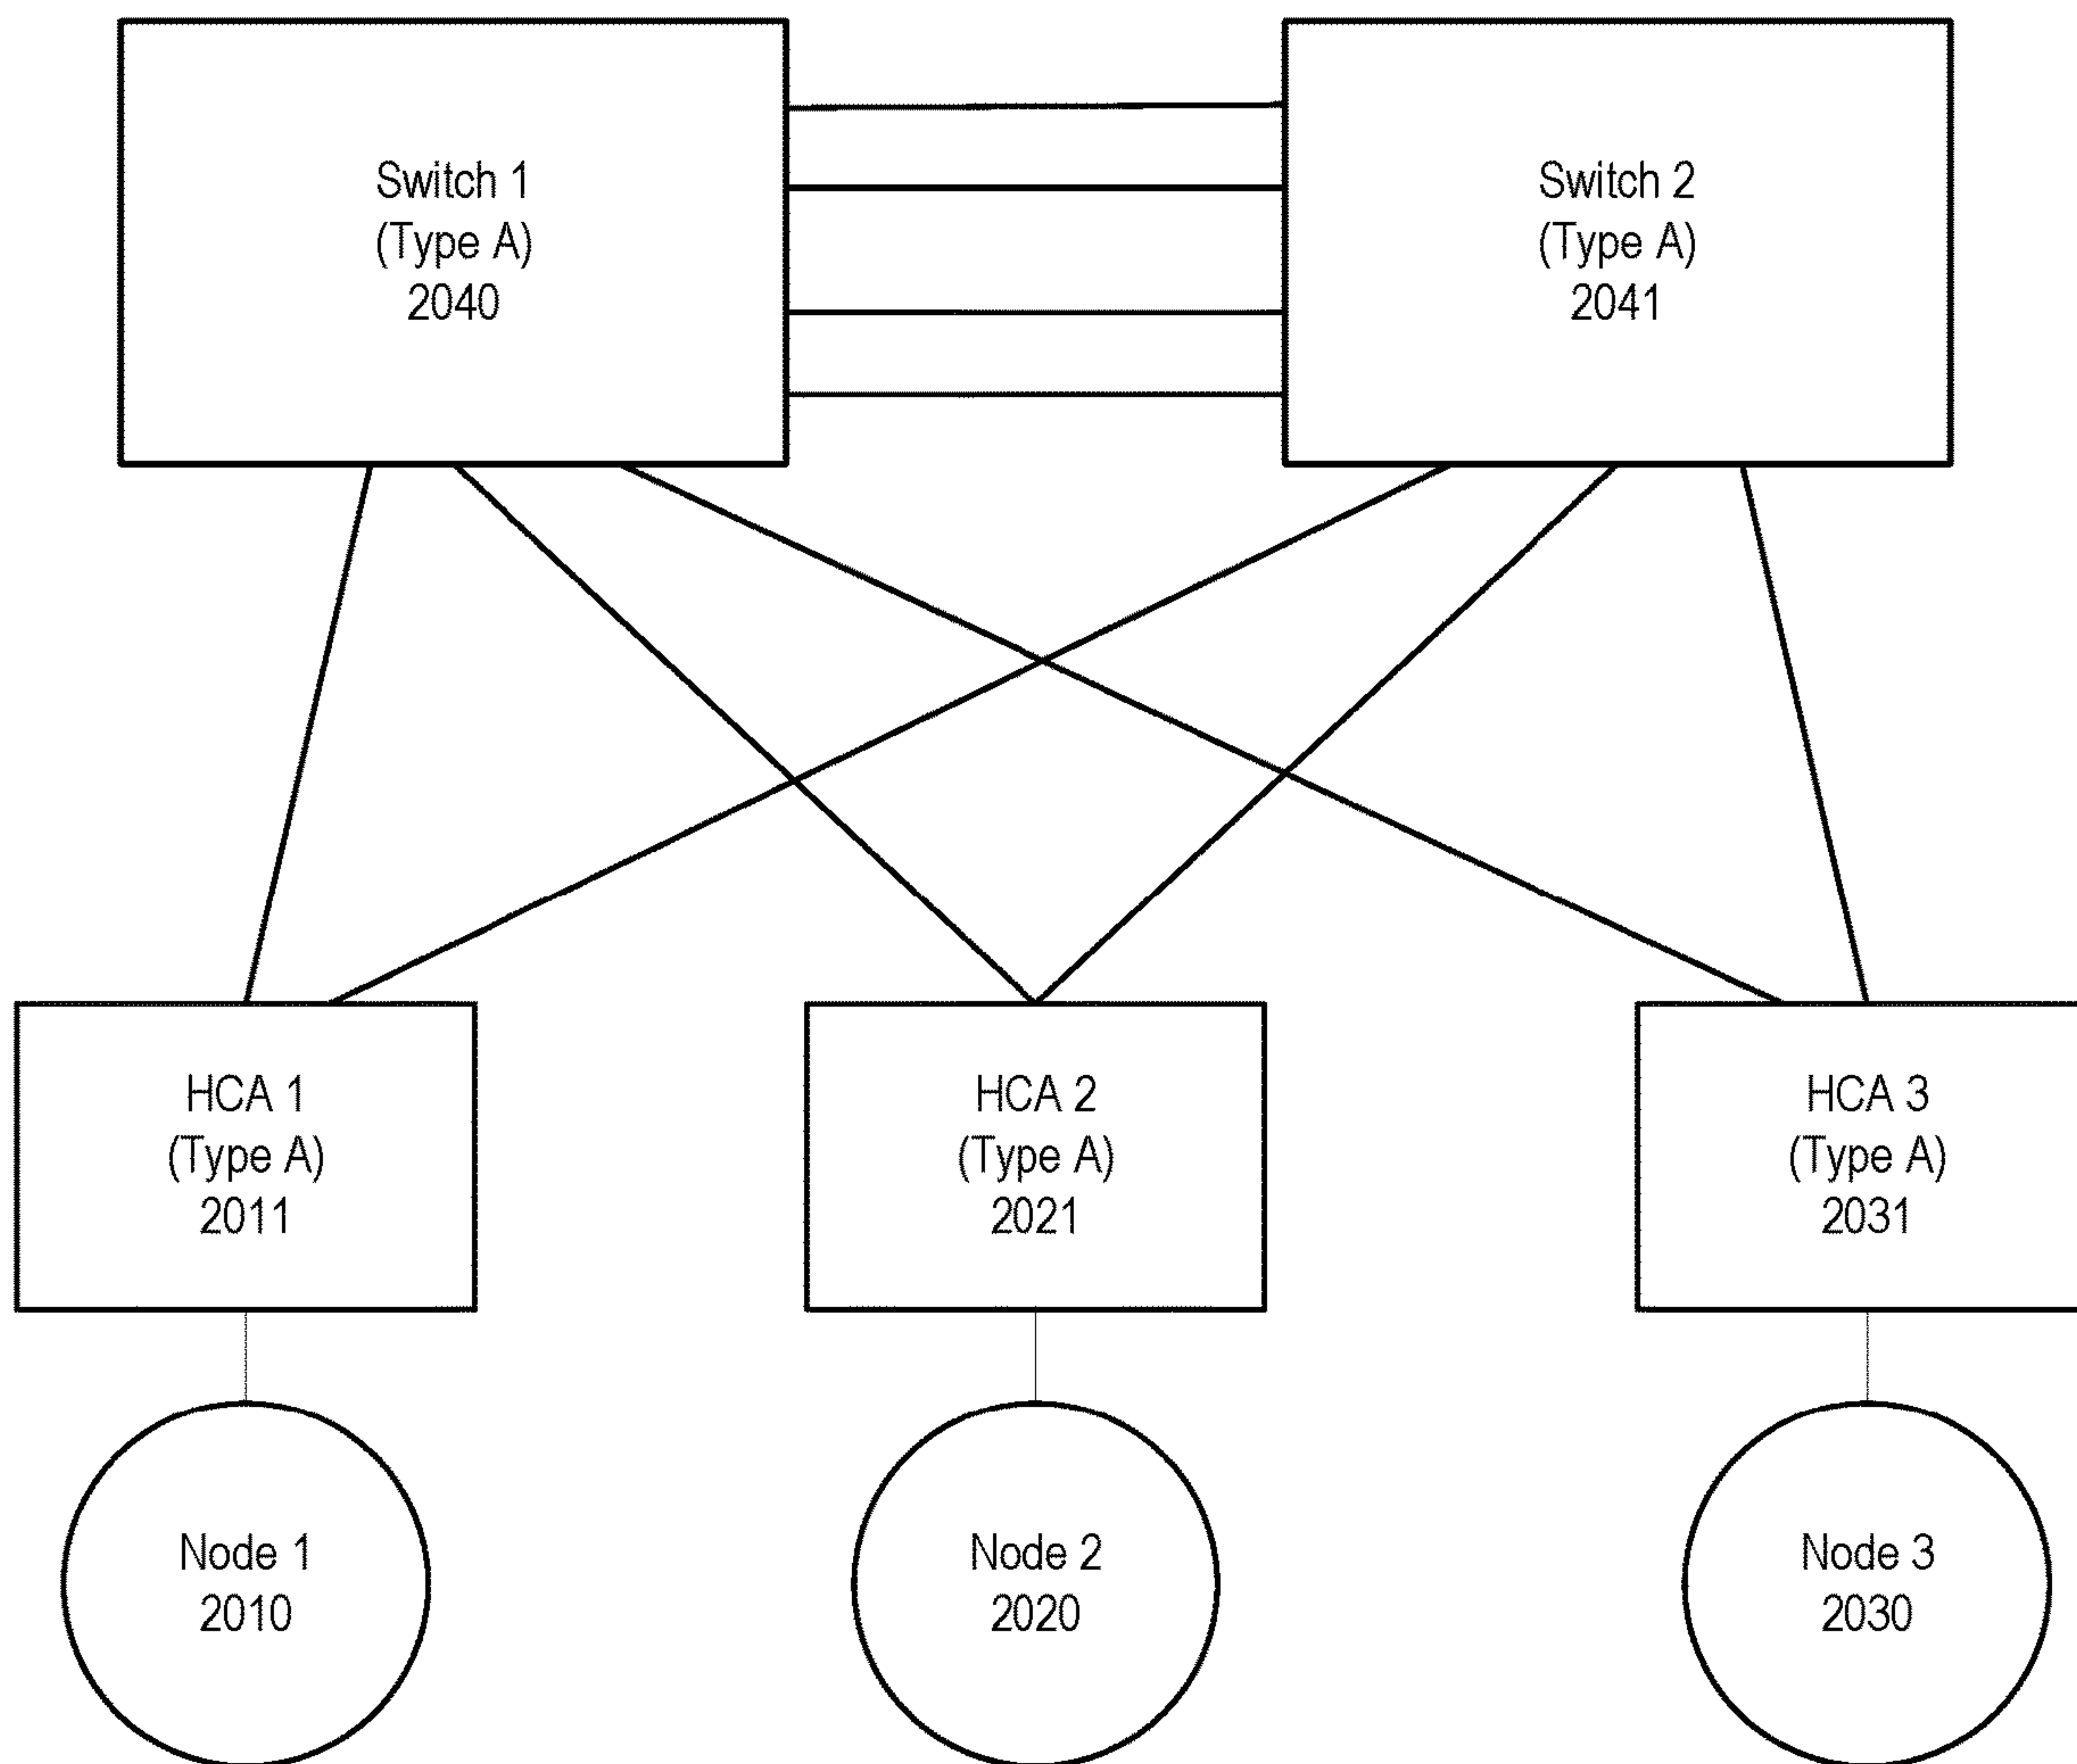 Switch 1
(Type A)
2040
Switch 2
(Type A)
2041
HCA 1
(Type A)
2011
HCA 2
(Type A)
2021
HCA 3
(Type A)
2031
Node 1
2010
Node 2
2020
Node 3
2030